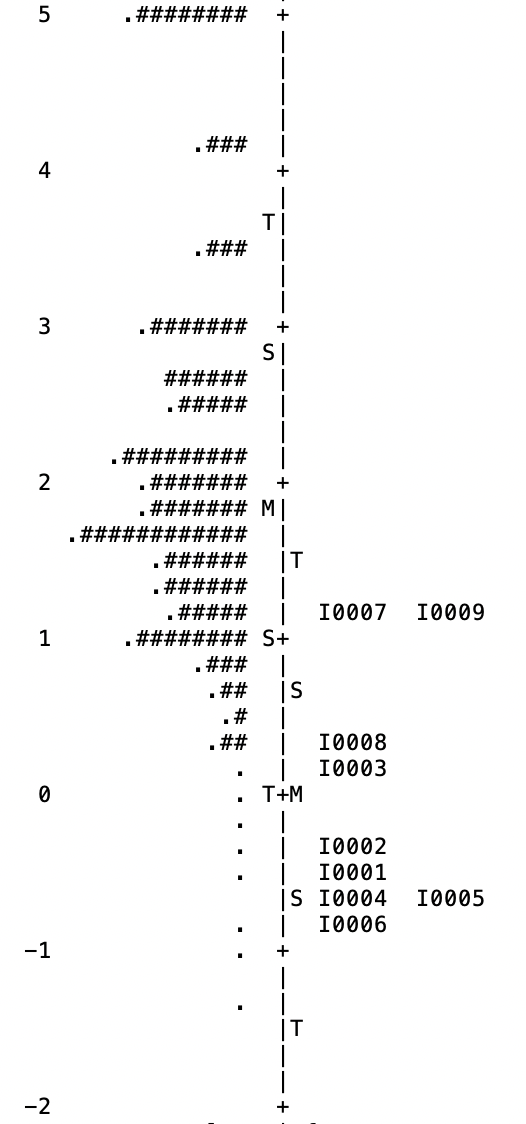 5 .######## +
|
|
|
|
.### |
4 +
|
T|
.### |
|
|
3 .####### +
S|
###### |
.##### |
|
.######### |
2 .####### +
.####### M|
.############ |
.###### |T
.###### |
.##### | I0007 I0009
1 .######## S+
.### |
.## |S
.# |
.## | I0008
. | I0003
0 . T+M
. |
. | I0002
. | I0001
|S I0004 I0005
. | I0006
-1 . +
|
. |
|T
|
|
-2 +